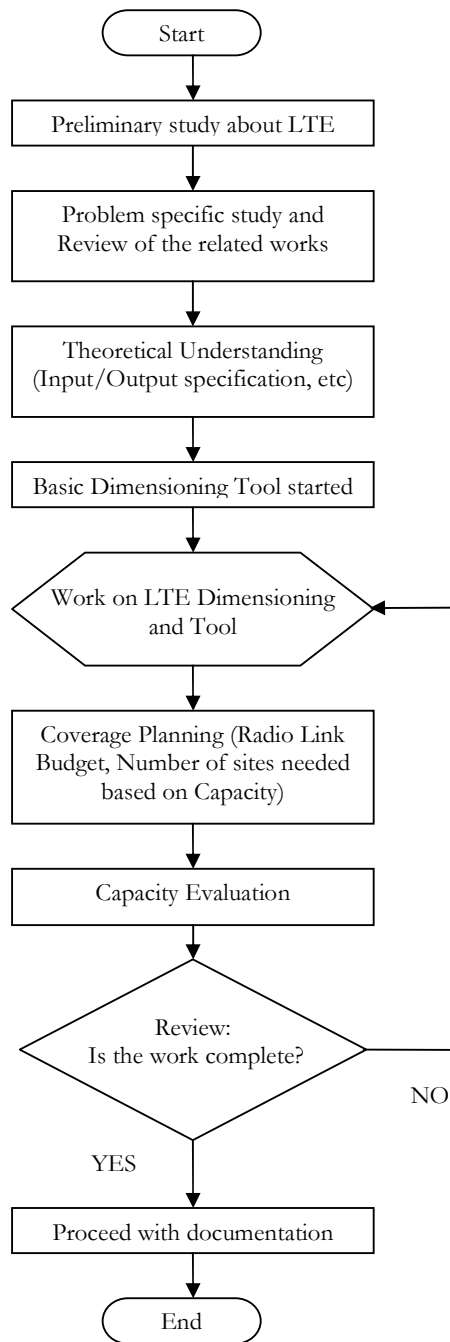 Start
Preliminary study about LTE
Problem specific study and
Review of the related works
Theoretical Understanding
(Input/Output specification, etc)
Basic Dimensioning Tool started
Work on LTE Dimensioning
and Tool
Coverage Planning (Radio Link
Budget, Number of sites needed
based on Capacity)
Capacity Evaluation
Review:
Is the work complete?
NO
YES
Proceed with documentation
End